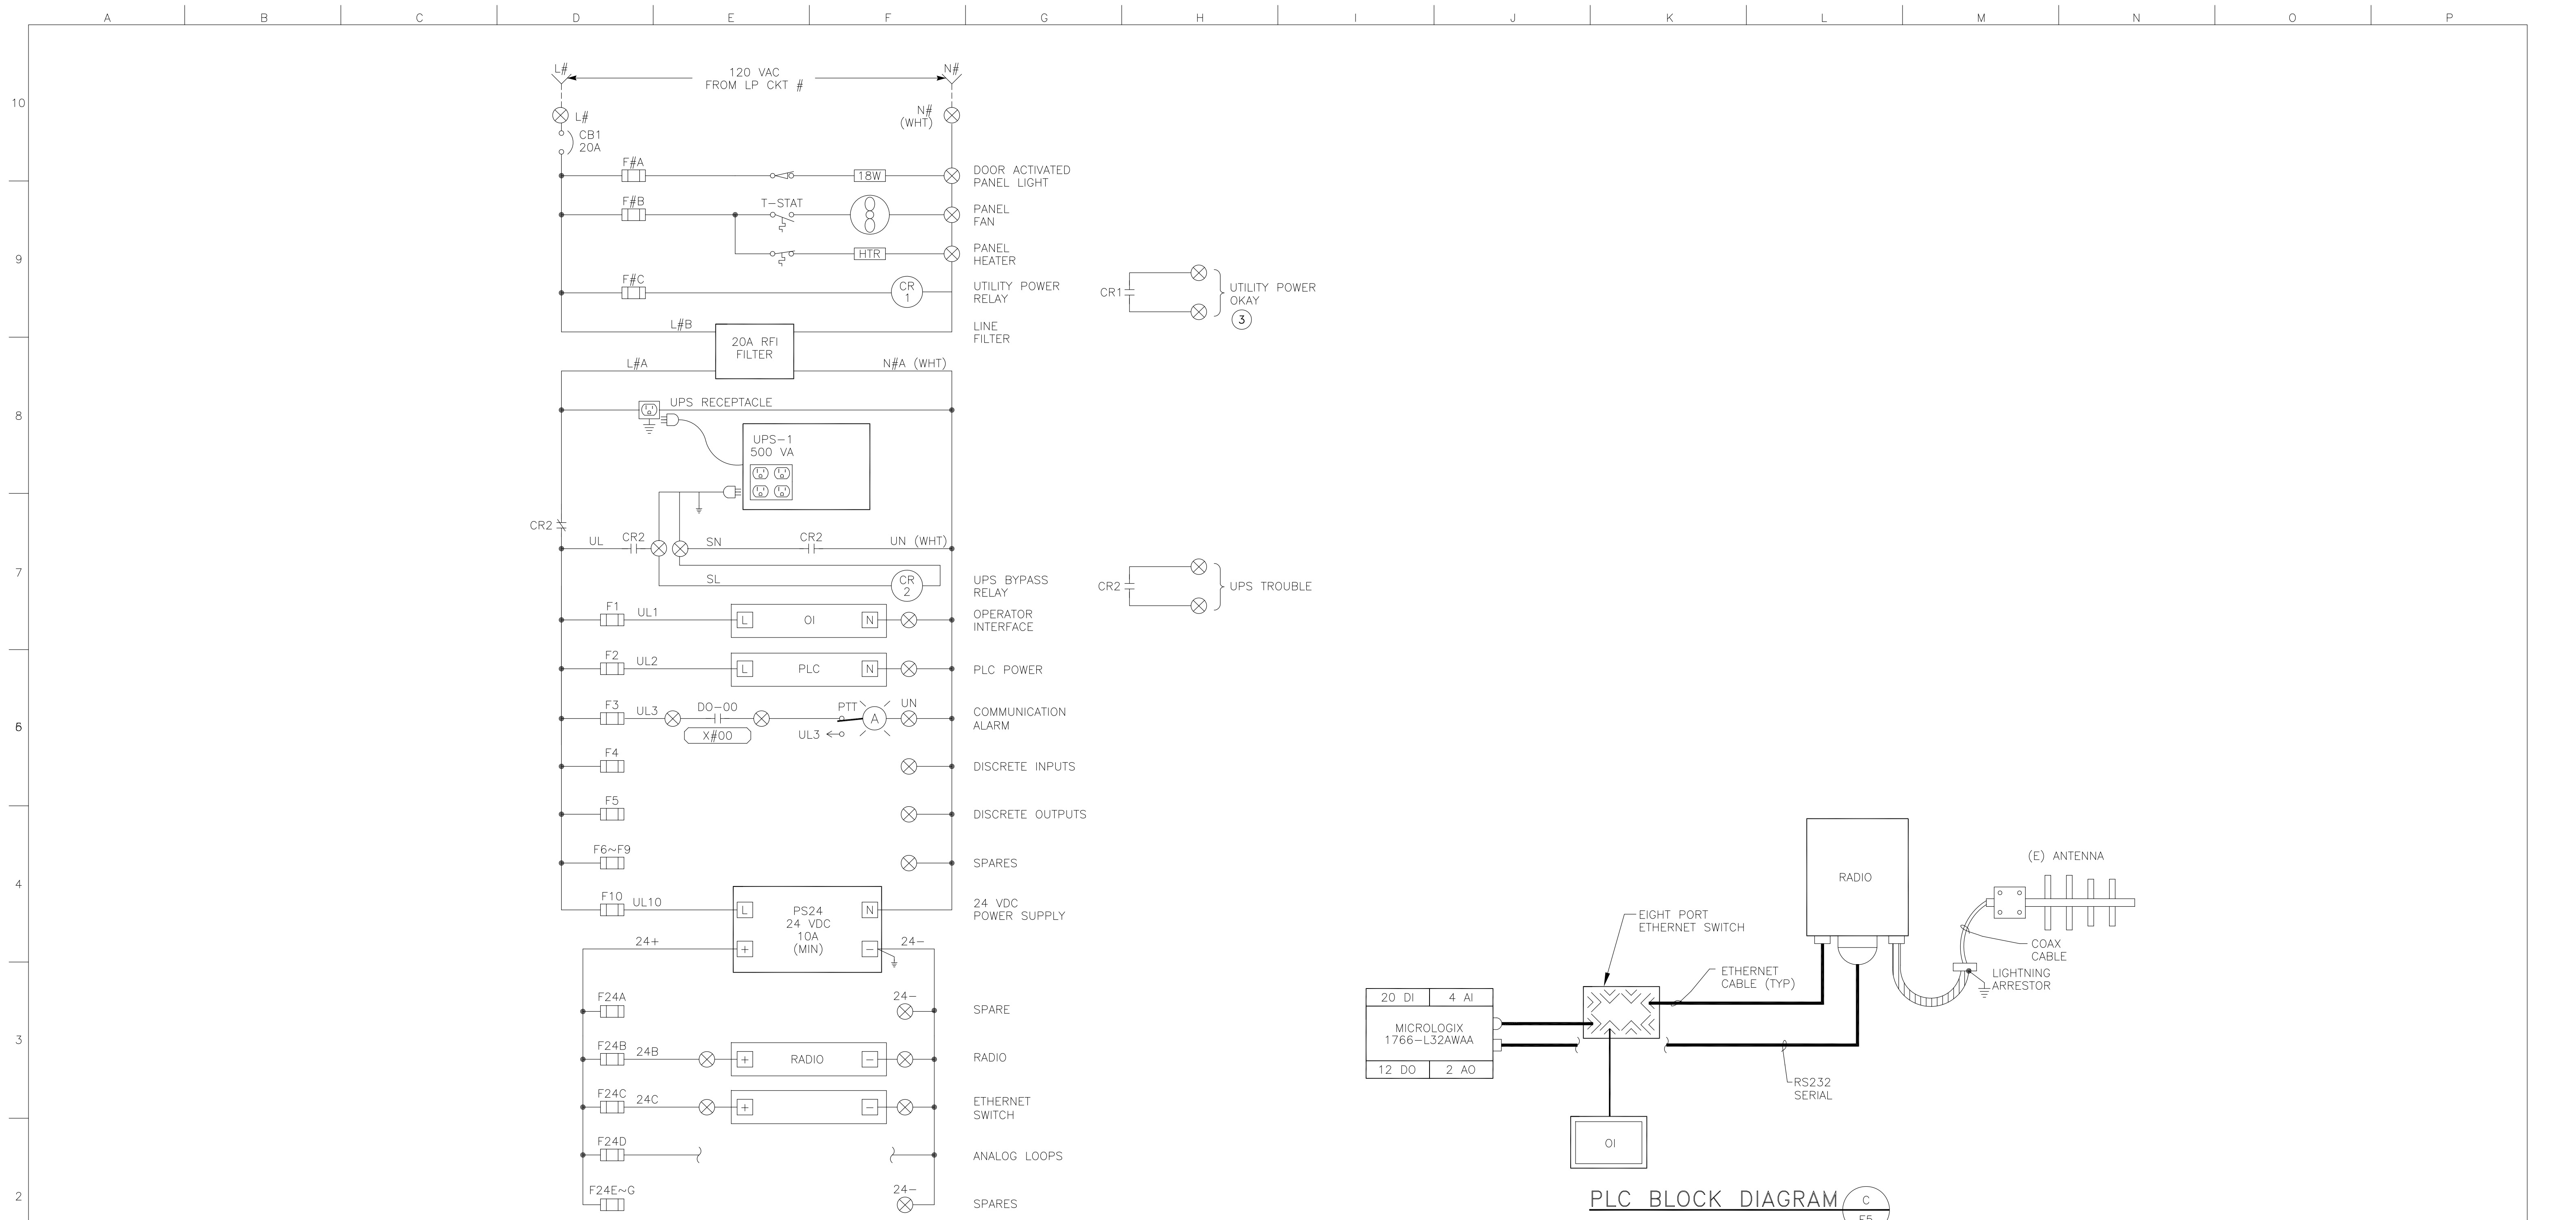 A B C D E F G H I J K L M N O P
10
9
8
7
6
5
4
3
2
L#
N#
120 VAC
FROM LP CKT #
L#
N#
(WHT)
CB1
20A
F#A
18W
DOOR ACTIVATED
PANEL LIGHT
F#B
T-STAT
PANEL
FAN
HTR
PANEL
HEATER
F#C
CR
1
UTILITY POWER
RELAY
CR1
UTILITY POWER
OKAY
3
L#B
20A RFI
FILTER
LINE
FILTER
L#A
N#A (WHT)
UPS RECEPTACLE
UPS-1
500 VA
CR2
UL
CR2
SN
CR2
UN (WHT)
SL
CR
2
UPS BYPASS
RELAY
CR2
UPS TROUBLE
F1
UL1
L
OI
N
OPERATOR
INTERFACE
F2
UL2
L
PLC
N
PLC POWER
F3
UL3
DO-00
X#00
PTT
UL3
A
UN
COMMUNICATION
ALARM
F4
DISCRETE INPUTS
F5
DISCRETE OUTPUTS
F6~F9
SPARES
F10
UL10
L
PS24
24 VDC
10A
(MIN)
N
24 VDC
POWER SUPPLY
24+
+
-
24-
F24A
24-
SPARE
F24B
24B
+
RADIO
-
RADIO
F24C
24C
+
-
ETHERNET
SWITCH
F24D
ANALOG LOOPS
F24E~G
24-
SPARES
RADIO
(E) ANTENNA
EIGHT PORT
ETHERNET SWITCH
COAX
CABLE
ETHERNET
CABLE (TYP)
LIGHTNING
ARRESTOR
20 DI
4 AI
MICROLOGIX
1766-L32AWAA
12 DO
2 AO
RS232
SERIAL
OI
PLC BLOCK DIAGRAM
C